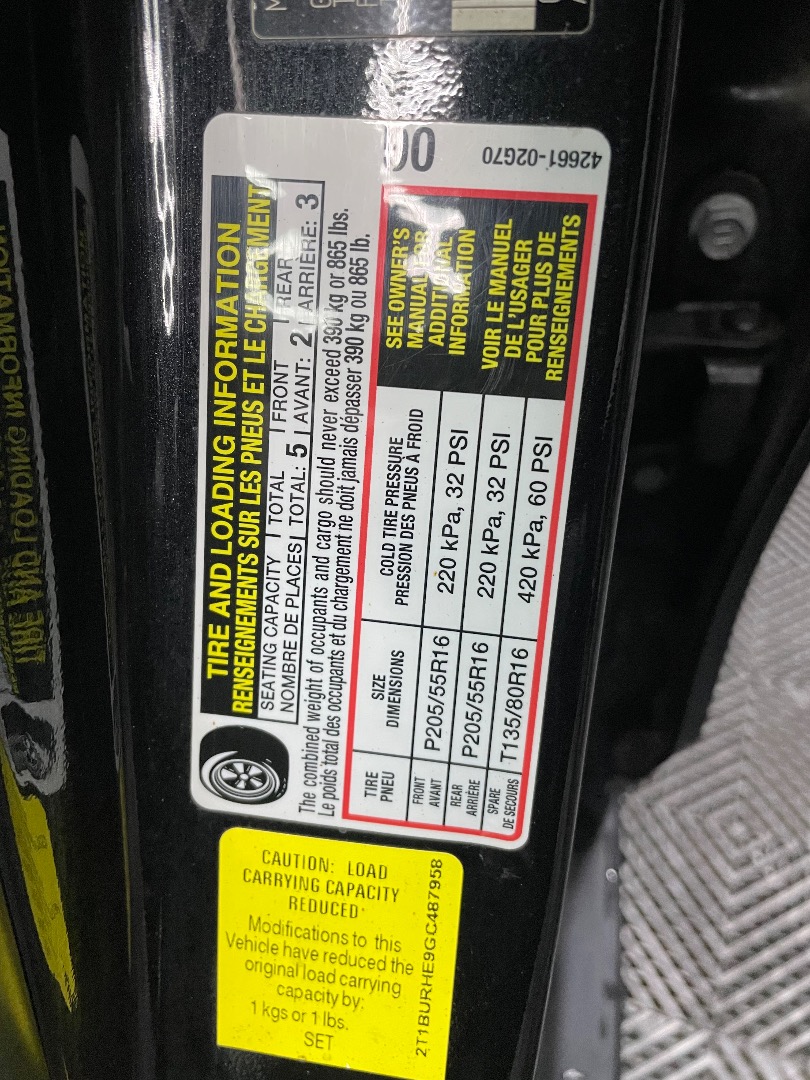 TIRE AND LOADING INFORMATION
RENSEIGNEMENTS SUR LES PNEUS ET LE CHARGEMENT
SEATING CAPACITY | TOTAL | FRONT | REAR
NOMBRE DE PLACES | TOTAL: 5 | AVANT: 2 | ARRIÈRE: 3
The combined weight of occupants and cargo should never exceed 390 kg or 865 lbs.
Le poids total des occupants et du chargement ne doit jamais dépasser 390 kg ou 865 lb.
TIRE SIZE COLD TIRE PRESSURE
PNEU DIMENSIONS PRESSION DES PNEUS À FROID
FRONT
AVANT P205/55R16 220 kPa, 32 PSI
REAR
ARRIÈRE P205/55R16 220 kPa, 32 PSI
SPARE
DE SECOURS T135/80R16 420 kPa, 60 PSI
SEE OWNER'S
MANUAL FOR
ADDITIONAL
INFORMATION
VOIR LE MANUEL
DE L'USAGER
POUR PLUS DE
RENSEIGNEMENTS
00
42661-02G70
CAUTION: LOAD
CARRYING CAPACITY
REDUCED
Modifications to this
Vehicle have reduced the
original load carrying
capacity by:
1 kgs or 1 lbs.
SET
2T1BURHE9GC487958